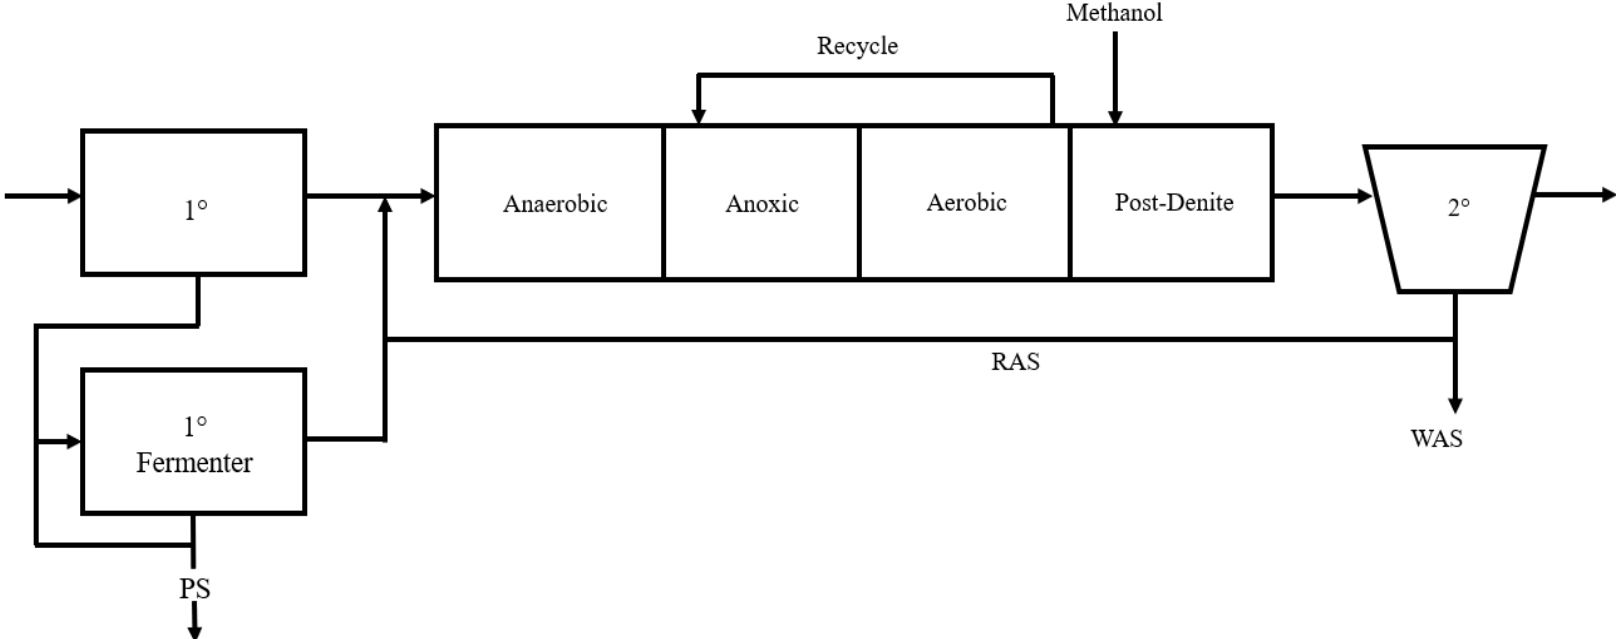 Methanol
Recycle
1°
Anaerobic
Anoxic
Aerobic
Post-Denite
2°
RAS
1°
Fermenter
WAS
PS